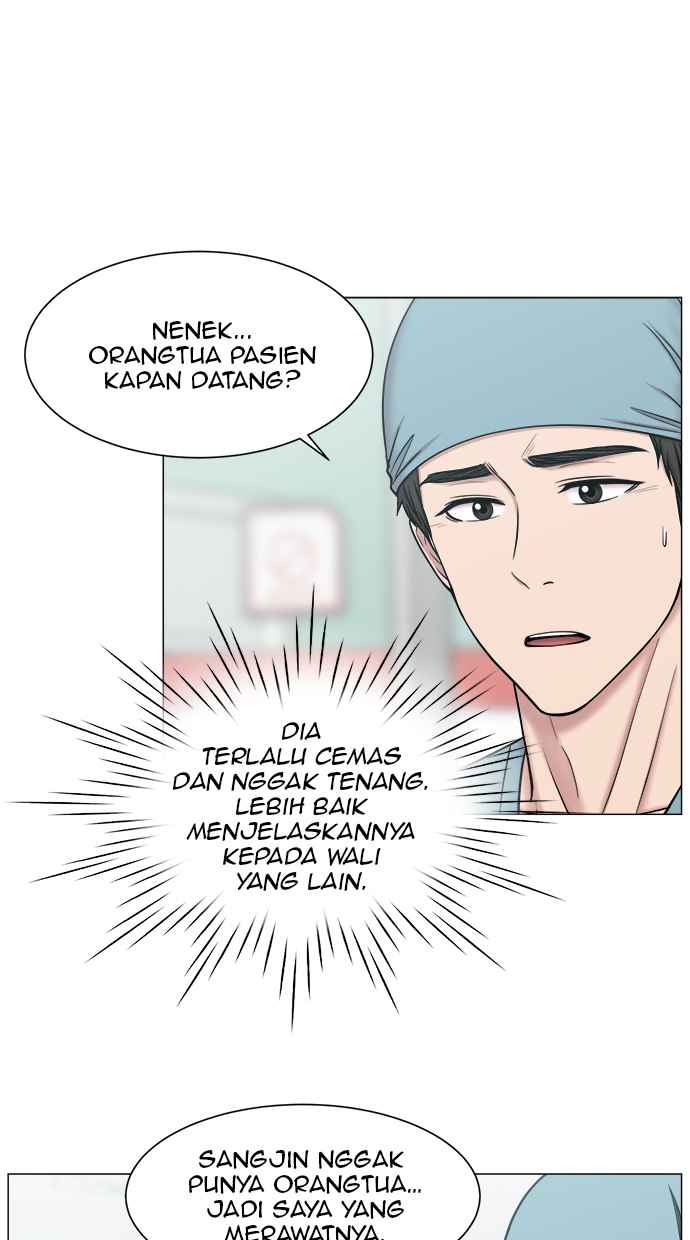 NENEK...
ORANGTUA PASIEN
KAPAN DATANG?
DIA
TERLALU CEMAS
DAN NGGAK TENANG.
LEBIH BAIK
MENJELASKANNYA
KEPADA WALI
YANG LAIN.
SANGJIN NGGAK
PUNYA ORANGTUA...
JADI SAYA YANG
MERAWATNYA.